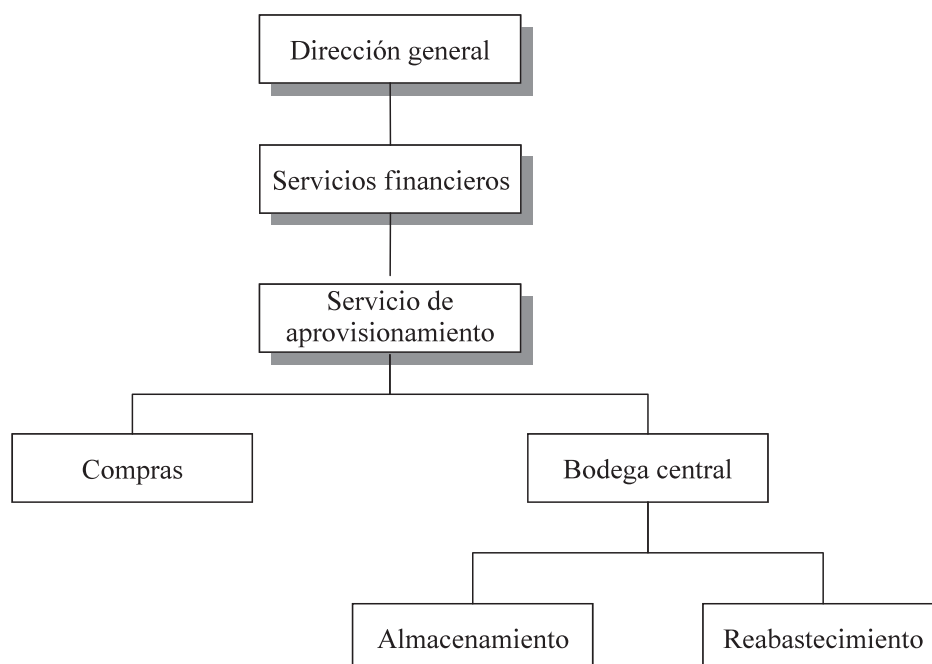 Dirección general
Servicios financieros
Servicio de
aprovisionamiento
Compras
Bodega central
Almacenamiento
Reabastecimiento